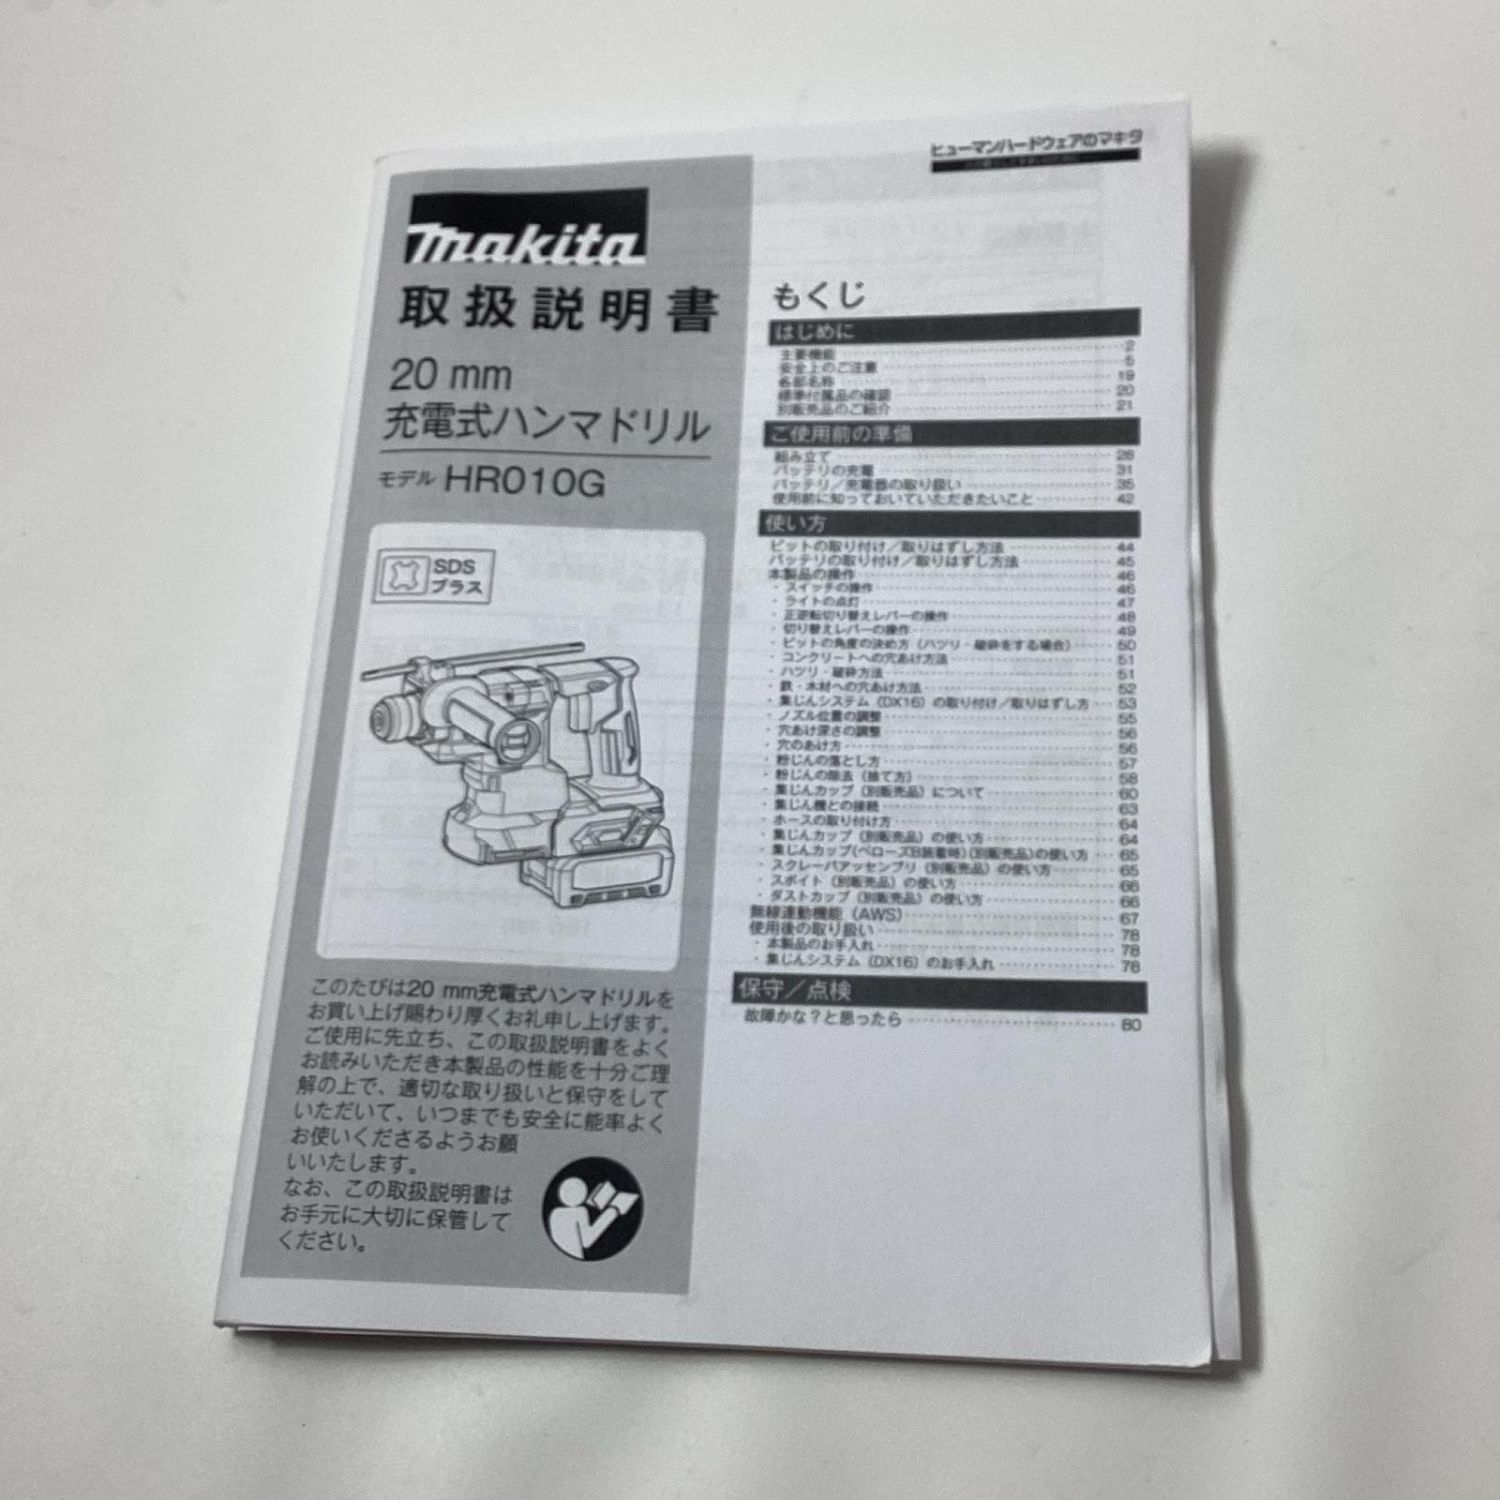 makita
取扱説明書
20 mm
充電式ハンマドリル
モデル HR010G
SDS
プラス
このたびは20 mm充電式ハンマドリルを
お買い上げ賜わり厚くお礼申し上げます。
ご使用に先立ち、この取扱説明書をよく
お読みいただき本製品の性能を十分ご理
解の上で、適切な取り扱いと保守をして
いただいて、いつまでも安全に能率よく
お使いくださるようお願
いいたします。
なお、この取扱説明書は
お手元に大切に保管して
ください。
ヒューマンハードウェアのマキタ
もくじ
はじめに
主要機能 2
安全上のご注意 5
各部名称 19
標準付属品の確認 20
別販売品のご紹介 21
ご使用前の準備
組み立て 28
バッテリの充電 31
バッテリ／充電器の取り扱い 35
使用前に知っておいていただきたいこと 42
使い方
ビットの取り付け／取りはずし方法 44
バッテリの取り付け／取りはずし方法 45
本製品の操作 46
・スイッチの操作 46
・ライトの点灯 47
・正逆転切り替えレバーの操作 48
・切り替えレバーの操作 49
・ビットの角度の決め方（ハツリ・破砕をする場合） 50
・コンクリートへの穴あけ方法 51
・ハツリ・破砕方法 51
・鉄・木材への穴あけ方法 52
・集じんシステム（DX16）の取り付け／取りはずし方 53
・ノズル位置の調整 55
・穴あけ深さの調整 56
・穴のあけ方 56
・粉じんの落とし方 57
・粉じんの除去（捨て方） 58
・集じんカップ（別販売品）について 60
・集じん機との接続 63
・ホースの取り付け方 64
・集じんカップ（別販売品）の使い方 64
・集じんカップ(ベローズB装着時)(別販売品)の使い方 65
・スクレーパアッセンブリ（別販売品）の使い方 65
・スポイト（別販売品）の使い方 66
・ダストカップ（別販売品）の使い方 66
無線連動機能（AWS） 67
使用後の取り扱い 78
・本製品のお手入れ 78
・集じんシステム（DX16）のお手入れ 78
保守／点検
故障かな？と思ったら 80